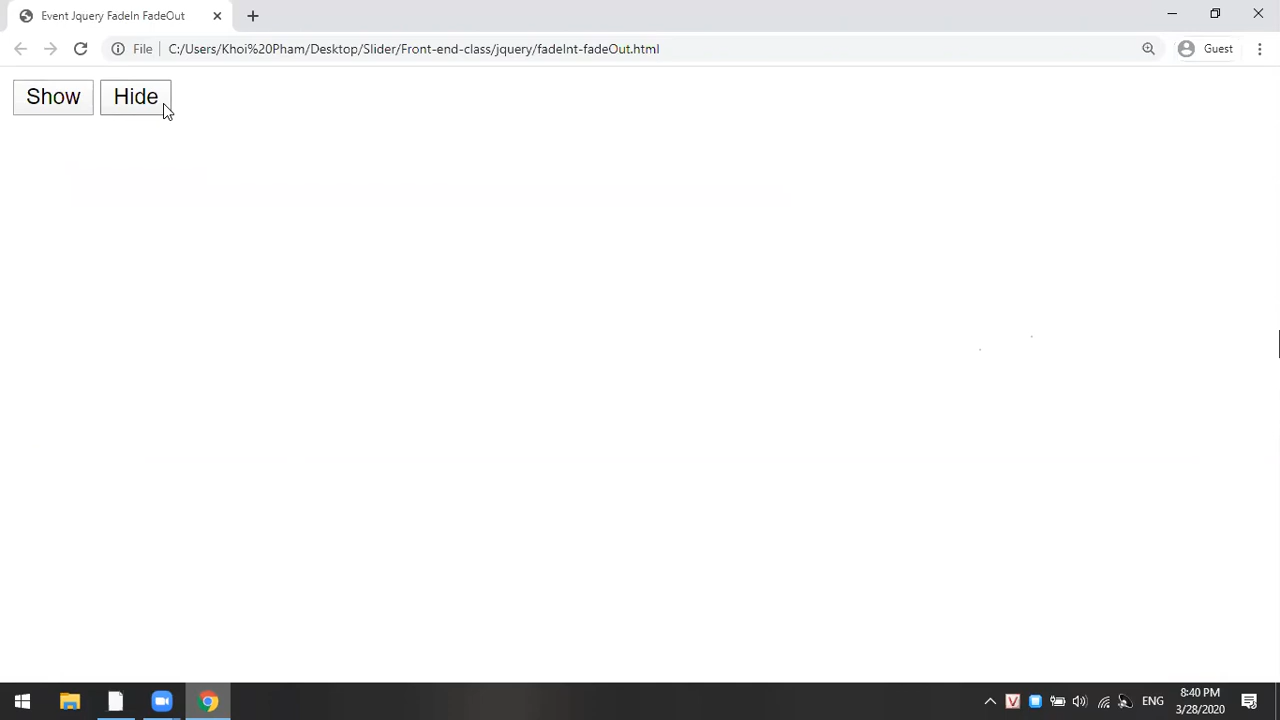 Event Jquery FadeIn FadeOut
File
C:/Users/Khoi%20Pham/Desktop/Slider/Front-end-class/jquery/fadeInt-fadeOut.html
Guest
Show Hide
ENG
8:40 PM
3/28/2020